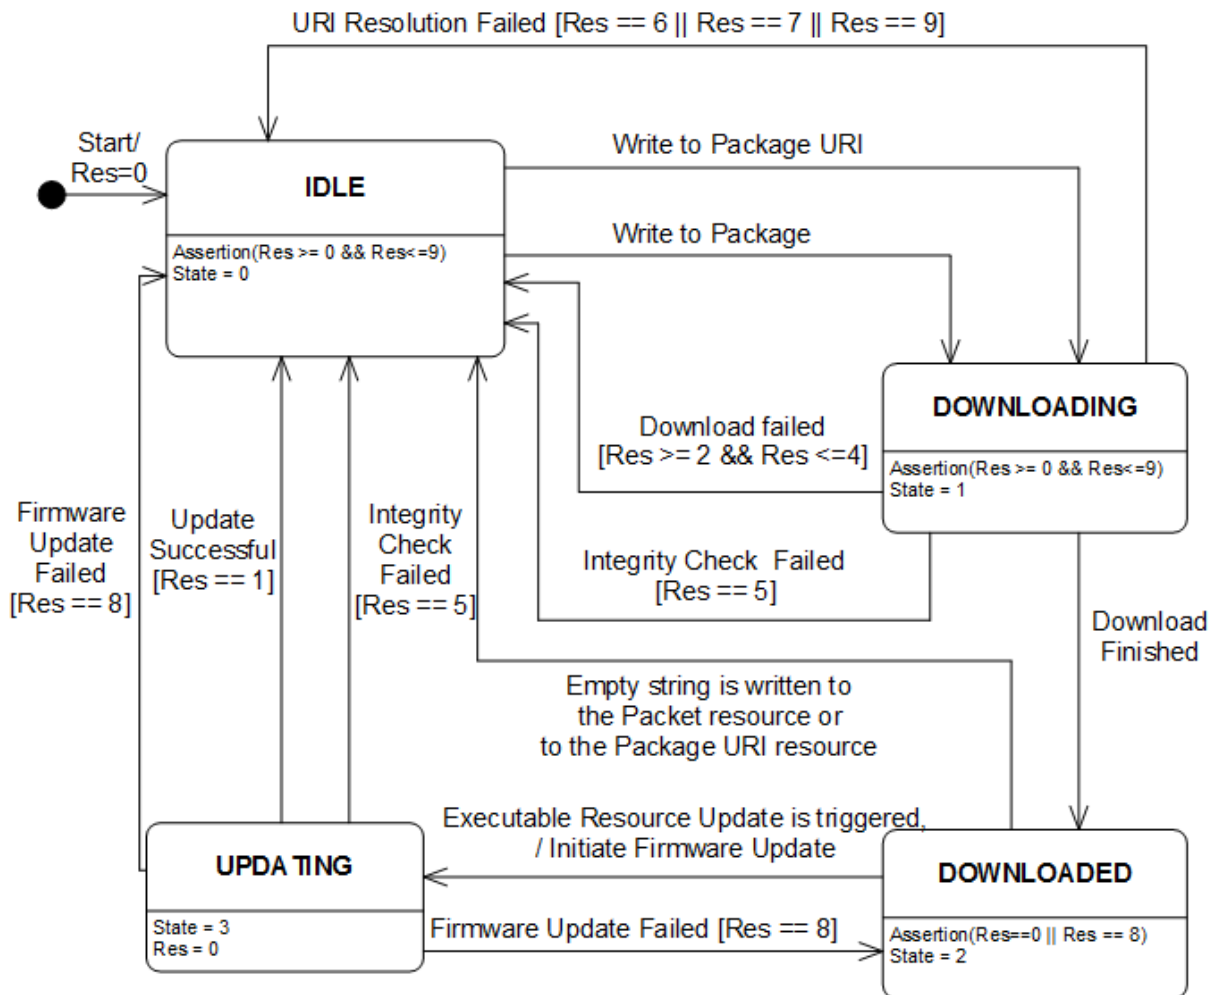 URI Resolution Failed [Res == 6 || Res == 7 || Res == 9]
Start/
Res=0
IDLE
Assertion(Res >= 0 && Res<=9)
State = 0
Write to Package URI
Write to Package
DOWNLOADING
Assertion(Res >= 0 && Res<=9)
State = 1
Download failed
[Res >= 2 && Res <=4]
Integrity Check Failed
[Res == 5]
Firmware
Update
Failed
[Res == 8]
Update
Successful
[Res == 1]
Integrity
Check
Failed
[Res == 5]
Download
Finished
Empty string is written to
the Packet resource or
to the Package URI resource
Executable Resource Update is triggered,
/ Initiate Firmware Update
UPDATING
State = 3
Res = 0
Firmware Update Failed [Res == 8]
DOWNLOADED
Assertion(Res==0 || Res == 8)
State = 2